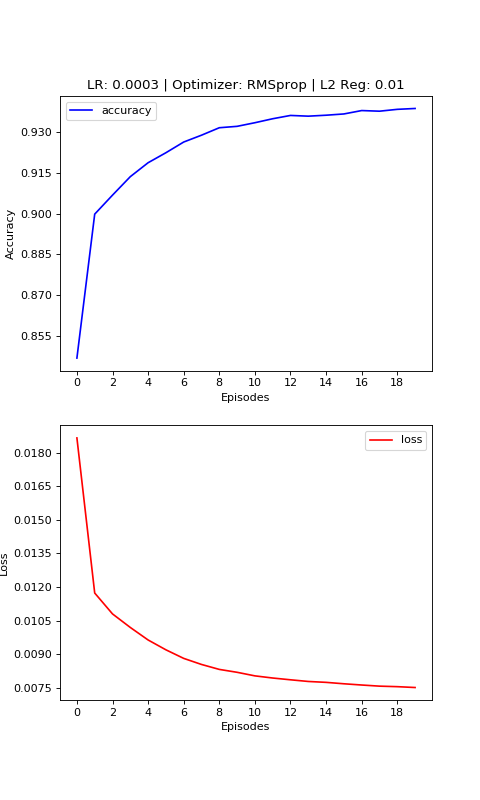 LR: 0.0003 | Optimizer: RMSprop | L2 Reg: 0.01
accuracy
0.930
0.915
0.900
0.885
0.870
0.855
Accuracy
0 2 4 6 8 10 12 14 16 18
Episodes
loss
0.0180
0.0165
0.0150
0.0135
0.0120
0.0105
0.0090
0.0075
Loss
0 2 4 6 8 10 12 14 16 18
Episodes